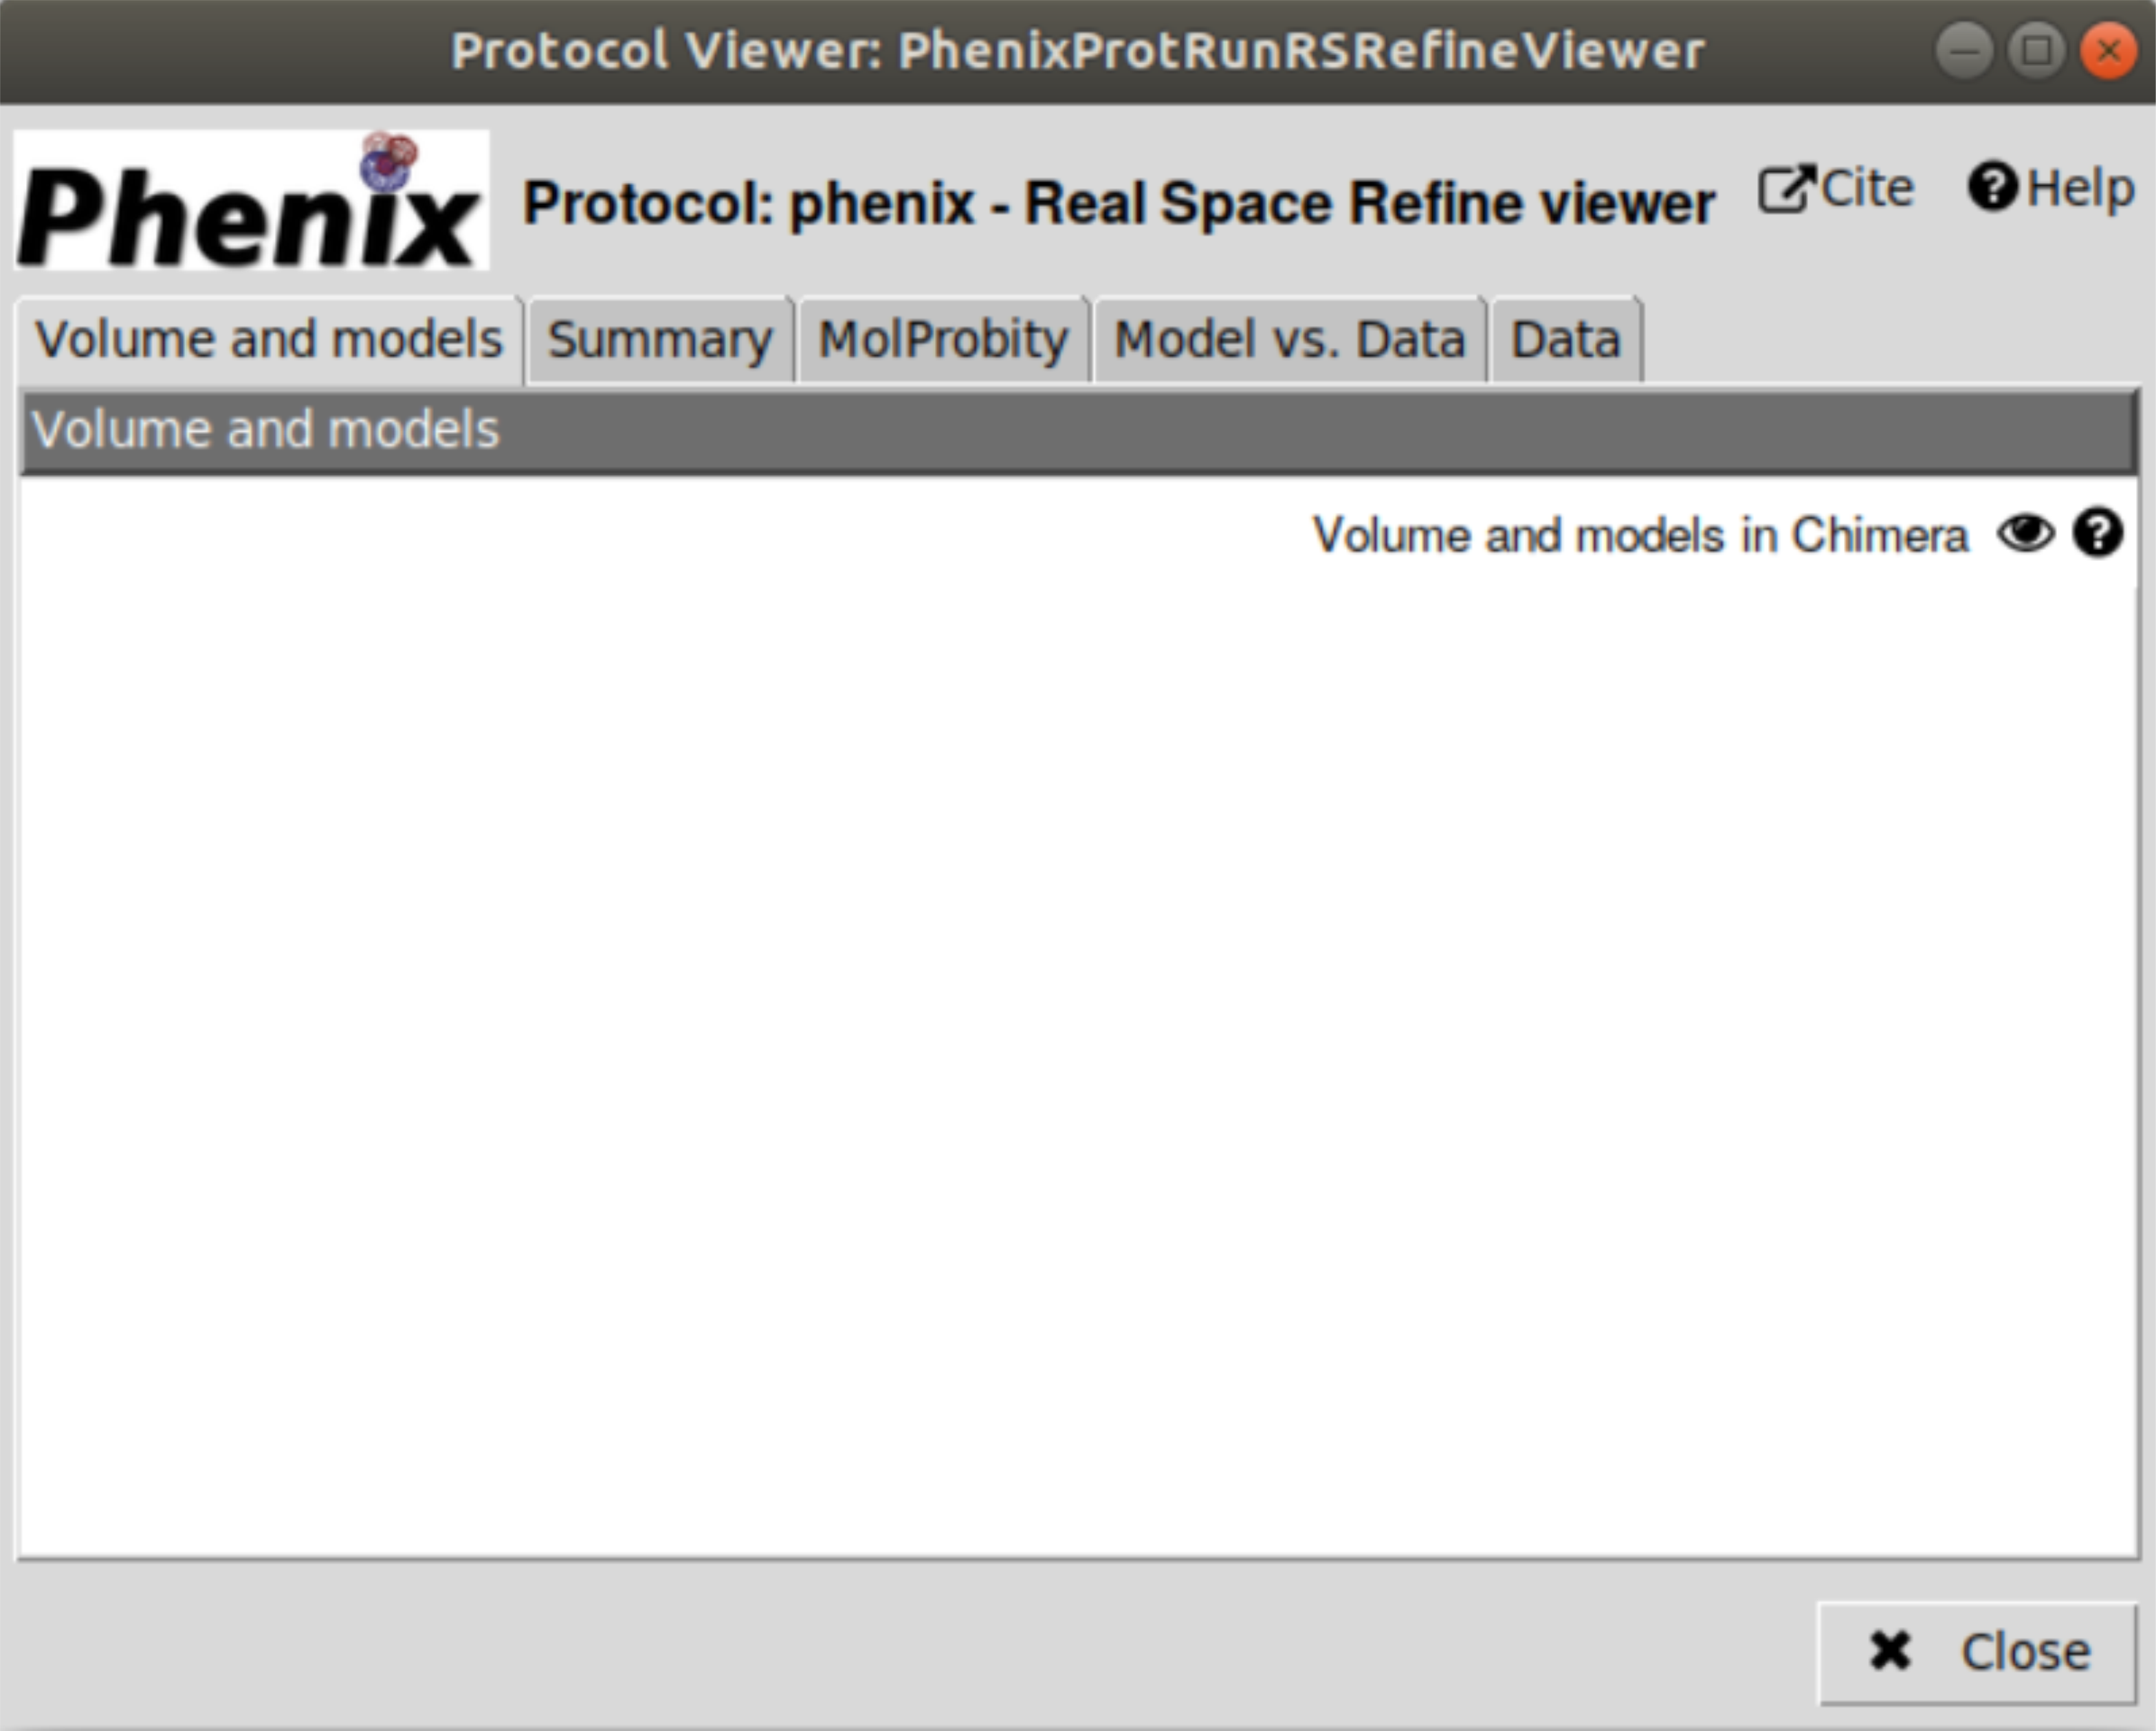 Protocol Viewer: PhenixProtRunRSRefineViewer
Phenix
Protocol: phenix - Real Space Refine viewer
Cite
Help
Volume and models
Summary
MolProbity
Model vs. Data
Data
Volume and models
Volume and models in Chimera
Close